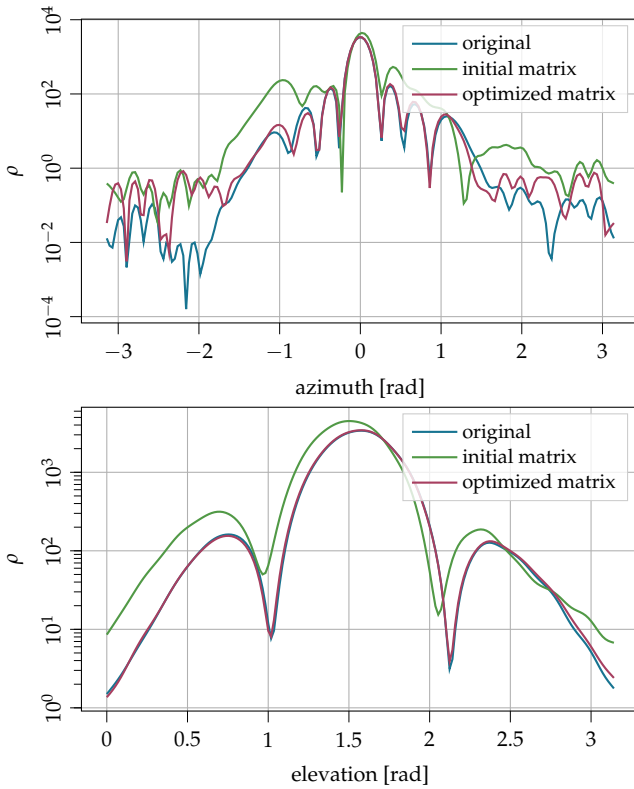 10^4
10^2
10^0
10^−2
10^−4
ρ
original
initial matrix
optimized matrix
−3 −2 −1 0 1 2 3
azimuth [rad]
10^3
10^2
10^1
10^0
ρ
original
initial matrix
optimized matrix
0 0.5 1 1.5 2 2.5 3
elevation [rad]